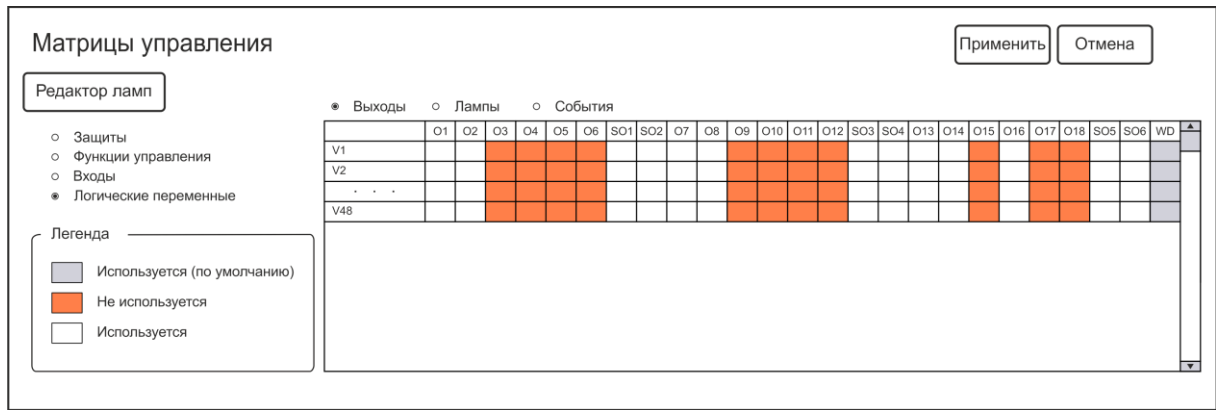 Матрицы управления
Применить
Отмена
Редактор ламп
Выходы Лампы События
Защиты
Функции управления
Входы
Логические переменные
O1 O2 O3 O4 O5 O6 SO1 SO2 O7 O8 O9 O10 O11 O12 SO3 SO4 O13 O14 O15 O16 O17 O18 SO5 SO6 WD
V1
V2
. . .
V48
Легенда
Используется (по умолчанию)
Не используется
Используется